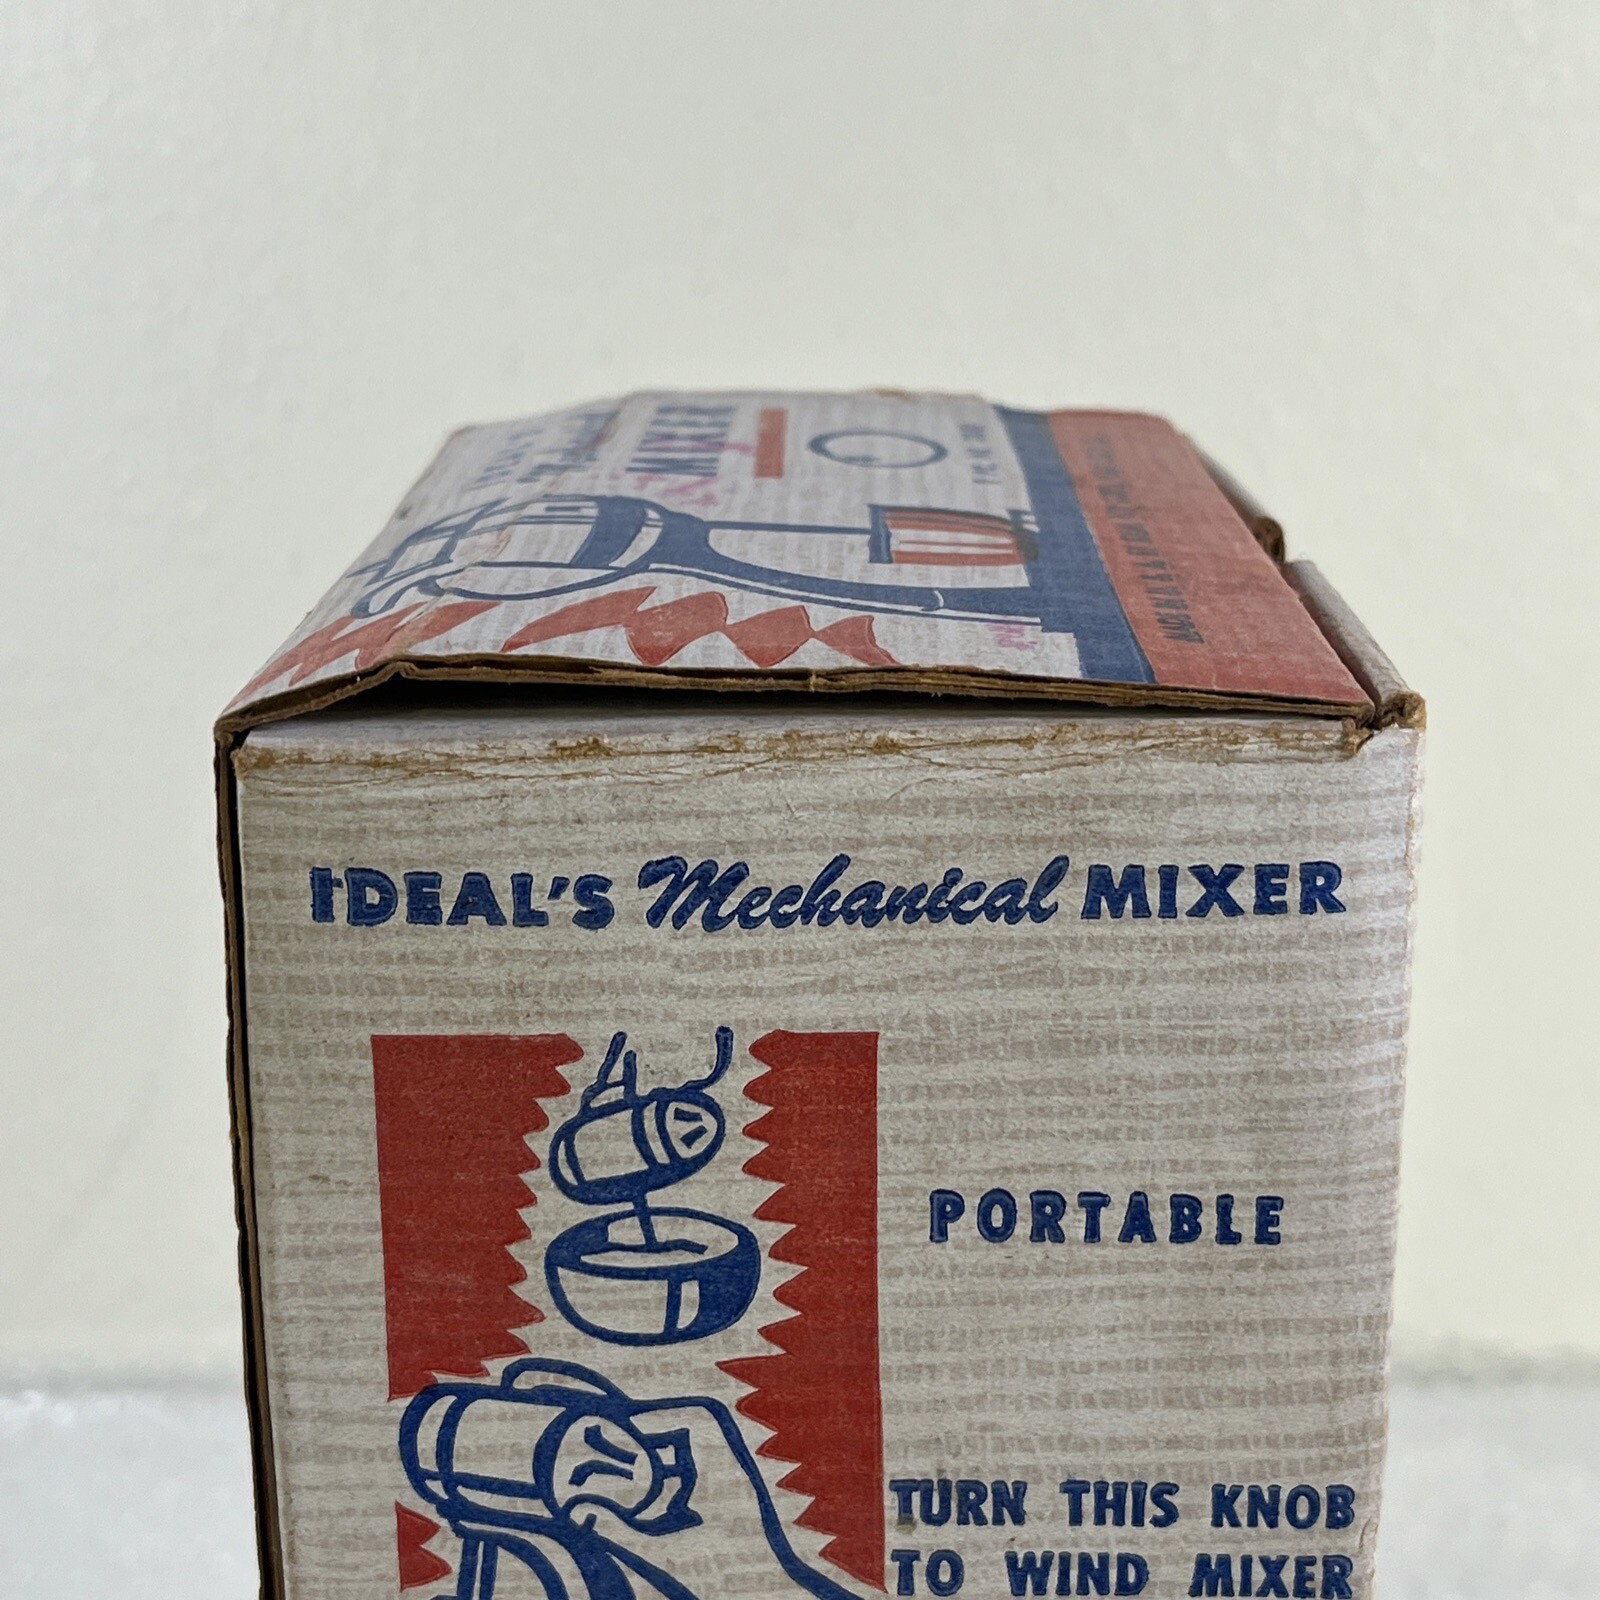 MIXER
IDEAL'S Mechanical MIXER
PORTABLE
TURN THIS KNOB
TO WIND MIXER